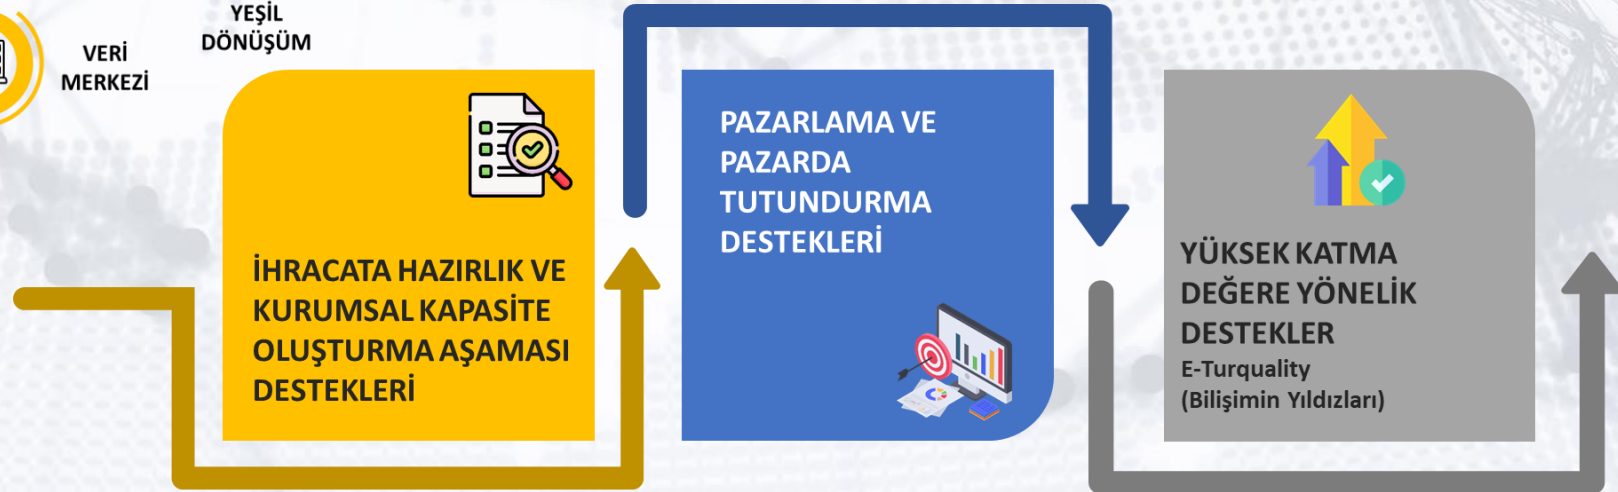 YEŞİL
DÖNÜŞÜM
VERİ
MERKEZİ
İHRACATA HAZIRLIK VE
KURUMSAL KAPASİTE
OLUŞTURMA AŞAMASI
DESTEKLERİ
PAZARLAMA VE
PAZARDA
TUTUNDURMA
DESTEKLERİ
YÜKSEK KATMA
DEĞERE YÖNELİK
DESTEKLER
E-Turquality
(Bilişimin Yıldızları)